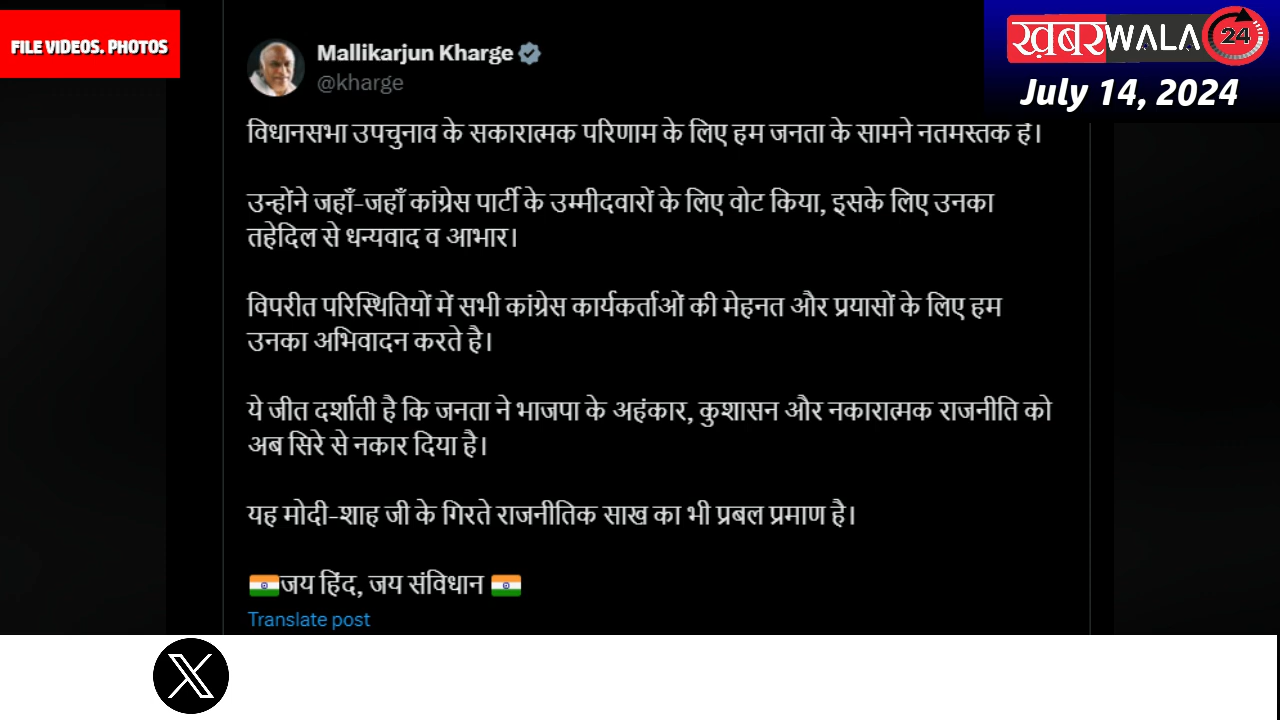 FILE VIDEOS. PHOTOS
ख़बरWALA 24
July 14, 2024
Mallikarjun Kharge
@kharge
विधानसभा उपचुनाव के सकारात्मक परिणाम के लिए हम जनता के सामने नतमस्तक है।
उन्होंने जहाँ-जहाँ कांग्रेस पार्टी के उम्मीदवारों के लिए वोट किया, इसके लिए उनका
तहेदिल से धन्यवाद व आभार।
विपरीत परिस्थितियों में सभी कांग्रेस कार्यकर्ताओं की मेहनत और प्रयासों के लिए हम
उनका अभिवादन करते है।
ये जीत दर्शाती है कि जनता ने भाजपा के अहंकार, कुशासन और नकारात्मक राजनीति को
अब सिरे से नकार दिया है।
यह मोदी-शाह जी के गिरते राजनीतिक साख का भी प्रबल प्रमाण है।
🇮🇳जय हिंद, जय संविधान 🇮🇳
Translate post
X